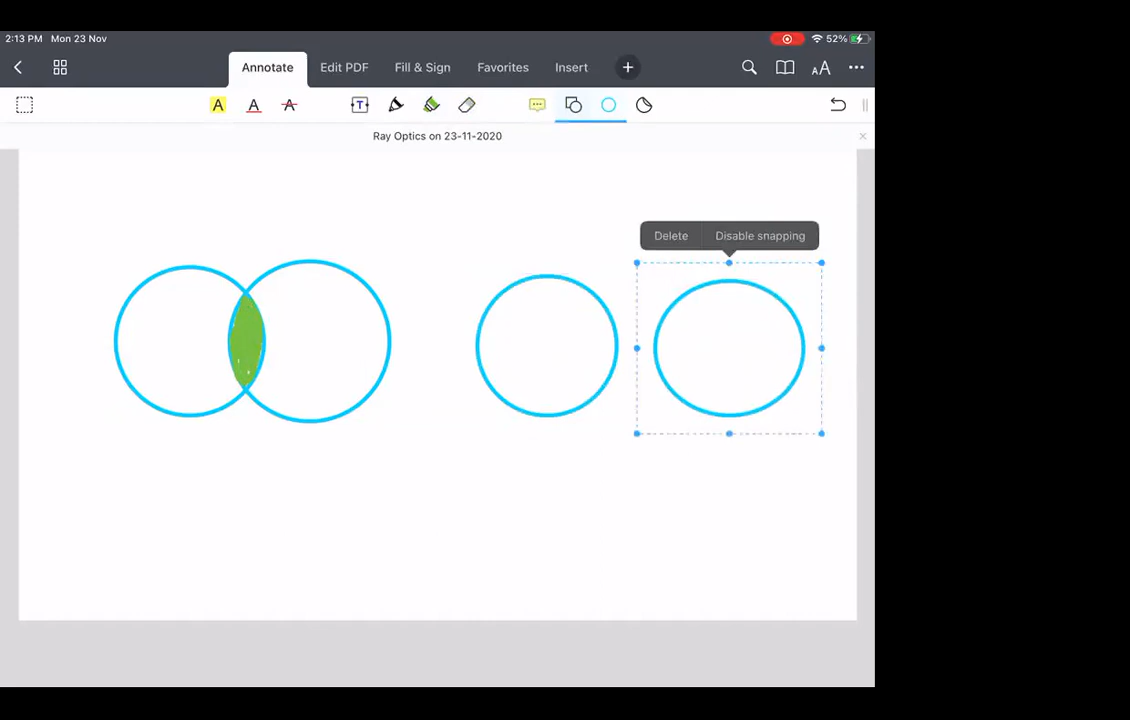 2:13 PM Mon 23 Nov 52%
Annotate Edit PDF Fill & Sign Favorites Insert AA
A A A T
Ray Optics on 23-11-2020
Delete Disable snapping